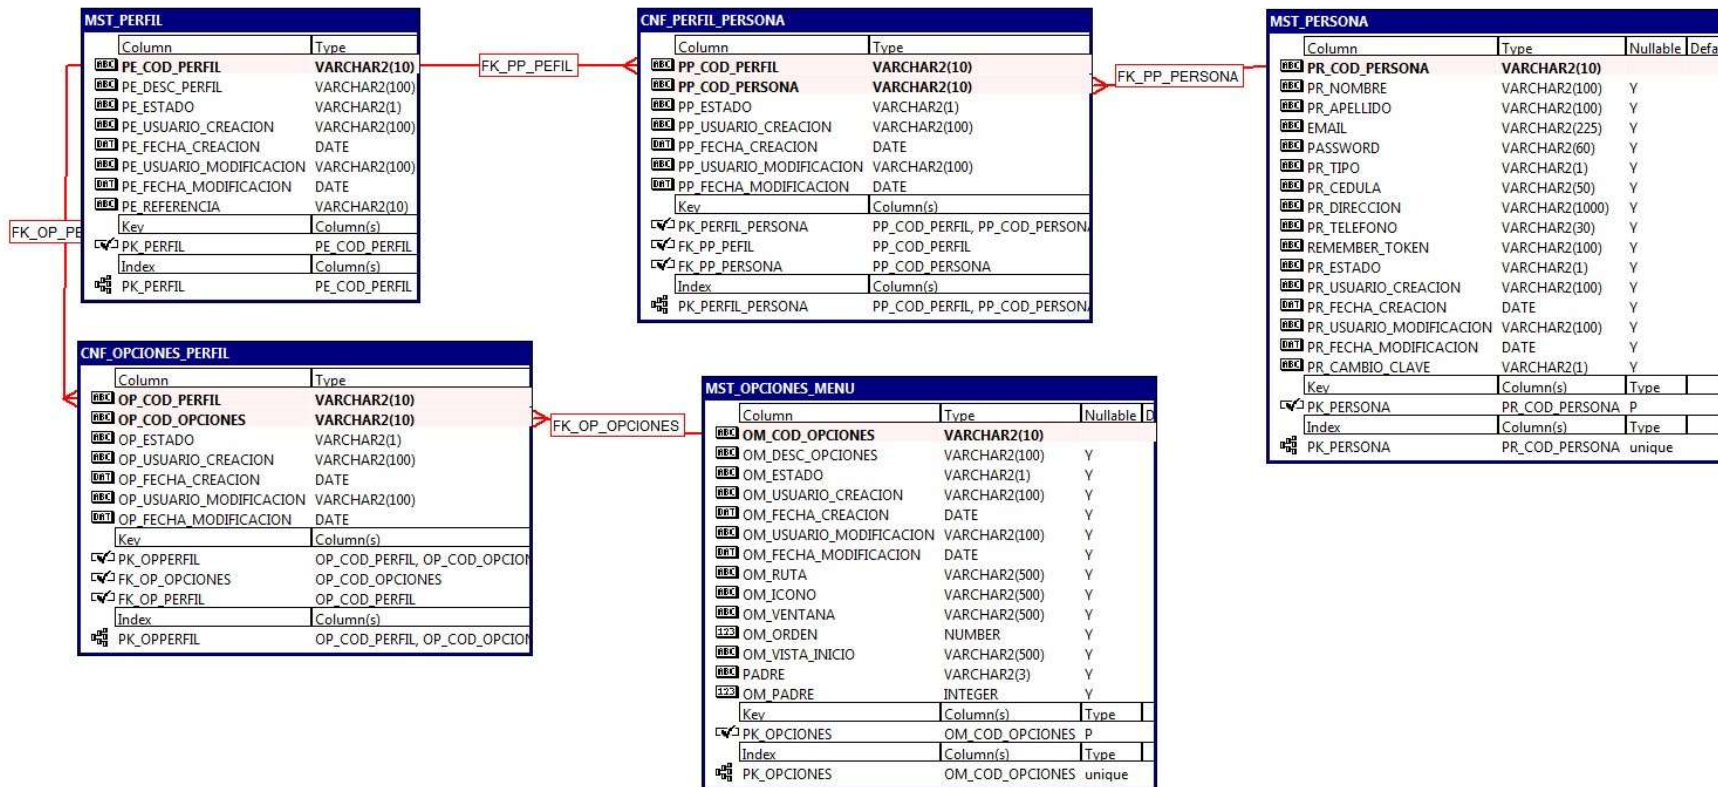 MST_PERFIL
Column Type
PE_COD_PERFIL VARCHAR2(10)
PE_DESC_PERFIL VARCHAR2(100)
PE_ESTADO VARCHAR2(1)
PE_USUARIO_CREACION VARCHAR2(100)
PE_FECHA_CREACION DATE
PE_USUARIO_MODIFICACION VARCHAR2(100)
PE_FECHA_MODIFICACION DATE
PE_REFERENCIA VARCHAR2(10)
Key Column(s)
PK_PERFIL PE_COD_PERFIL
Index Column(s)
PK_PERFIL PE_COD_PERFIL
FK_PP_PEFIL
CNF_PERFIL_PERSONA
Column Type
PP_COD_PERFIL VARCHAR2(10)
PP_COD_PERSONA VARCHAR2(10)
PP_ESTADO VARCHAR2(1)
PP_USUARIO_CREACION VARCHAR2(100)
PP_FECHA_CREACION DATE
PP_USUARIO_MODIFICACION VARCHAR2(100)
PP_FECHA_MODIFICACION DATE
Key Column(s)
PK_PERFIL_PERSONA PP_COD_PERFIL, PP_COD_PERSONA
FK_PP_PEFIL PP_COD_PERFIL
FK_PP_PERSONA PP_COD_PERSONA
Index Column(s)
PK_PERFIL_PERSONA PP_COD_PERFIL, PP_COD_PERSONA
FK_PP_PERSONA
MST_PERSONA
Column Type Nullable Defa
PR_COD_PERSONA VARCHAR2(10)
PR_NOMBRE VARCHAR2(100) Y
PR_APELLIDO VARCHAR2(100) Y
EMAIL VARCHAR2(225) Y
PASSWORD VARCHAR2(60) Y
PR_TIPO VARCHAR2(1) Y
PR_CEDULA VARCHAR2(50) Y
PR_DIRECCION VARCHAR2(1000) Y
PR_TELEFONO VARCHAR2(30) Y
REMEMBER_TOKEN VARCHAR2(100) Y
PR_ESTADO VARCHAR2(1) Y
PR_USUARIO_CREACION VARCHAR2(100) Y
PR_FECHA_CREACION DATE Y
PR_USUARIO_MODIFICACION VARCHAR2(100) Y
PR_FECHA_MODIFICACION DATE Y
PR_CAMBIO_CLAVE VARCHAR2(1) Y
Key Column(s) Type
PK_PERSONA PR_COD_PERSONA P
Index Column(s) Type
PK_PERSONA PR_COD_PERSONA unique
FK_OP_PE
CNF_OPCIONES_PERFIL
Column Type
OP_COD_PERFIL VARCHAR2(10)
OP_COD_OPCIONES VARCHAR2(10)
OP_ESTADO VARCHAR2(1)
OP_USUARIO_CREACION VARCHAR2(100)
OP_FECHA_CREACION DATE
OP_USUARIO_MODIFICACION VARCHAR2(100)
OP_FECHA_MODIFICACION DATE
Key Column(s)
PK_OPPERFIL OP_COD_PERFIL, OP_COD_OPCION
FK_OP_OPCIONES OP_COD_OPCIONES
FK_OP_PERFIL OP_COD_PERFIL
Index Column(s)
PK_OPPERFIL OP_COD_PERFIL, OP_COD_OPCION
FK_OP_OPCIONES
MST_OPCIONES_MENU
Column Type Nullable D
OM_COD_OPCIONES VARCHAR2(10)
OM_DESC_OPCIONES VARCHAR2(100) Y
OM_ESTADO VARCHAR2(1) Y
OM_USUARIO_CREACION VARCHAR2(100) Y
OM_FECHA_CREACION DATE Y
OM_USUARIO_MODIFICACION VARCHAR2(100) Y
OM_FECHA_MODIFICACION DATE Y
OM_RUTA VARCHAR2(500) Y
OM_ICONO VARCHAR2(500) Y
OM_VENTANA VARCHAR2(500) Y
OM_ORDEN NUMBER Y
OM_VISTA_INICIO VARCHAR2(500) Y
PADRE VARCHAR2(3) Y
OM_PADRE INTEGER Y
Key Column(s) Type
PK_OPCIONES OM_COD_OPCIONES P
Index Column(s) Type
PK_OPCIONES OM_COD_OPCIONES unique